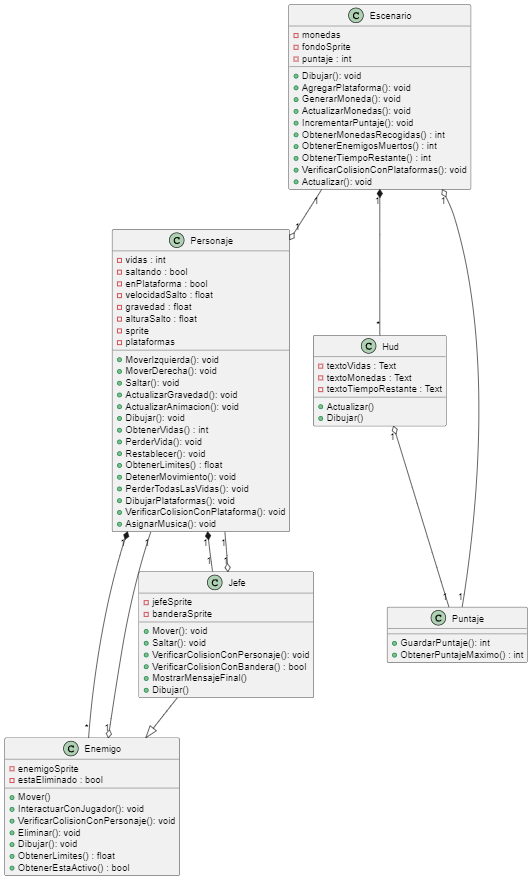 C Escenario
monedas
fondoSprite
puntaje : int
Dibujar(): void
AgregarPlataforma(): void
GenerarMoneda(): void
ActualizarMonedas(): void
IncrementarPuntaje(): void
ObtenerMonedasRecogidas() : int
ObtenerEnemigosMuertos() : int
ObtenerTiempoRestante() : int
VerificarColisionConPlataformas(): void
Actualizar(): void
1 1 1
1
C Personaje
vidas : int
saltando : bool
enPlataforma : bool
velocidadSalto : float
gravedad : float
alturaSalto : float
sprite
plataformas
MoverIzquierda(): void
MoverDerecha(): void
Saltar(): void
ActualizarGravedad(): void
ActualizarAnimacion(): void
Dibujar(): void
ObtenerVidas() : int
PerderVida(): void
Restablecer(): void
ObtenerLimites() : float
DetenerMovimiento(): void
PerderTodasLasVidas(): void
DibujarPlataformas(): void
VerificarColisionConPlataforma(): void
AsignarMusica(): void
*
C Hud
textoVidas : Text
textoMonedas : Text
textoTiempoRestante : Text
Actualizar()
Dibujar()
1
1 1 1 1
1 1
C Jefe
jefeSprite
banderaSprite
Mover(): void
Saltar(): void
VerificarColisionConPersonaje(): void
VerificarColisionConBandera() : bool
MostrarMensajeFinal()
Dibujar()
1 1
C Puntaje
GuardarPuntaje(): int
ObtenerPuntajeMaximo() : int
* 1
C Enemigo
enemigoSprite
estaEliminado : bool
Mover()
InteractuarConJugador(): void
VerificarColisionConPersonaje(): void
Eliminar(): void
Dibujar(): void
ObtenerLimites() : float
ObtenerEstaActivo() : bool